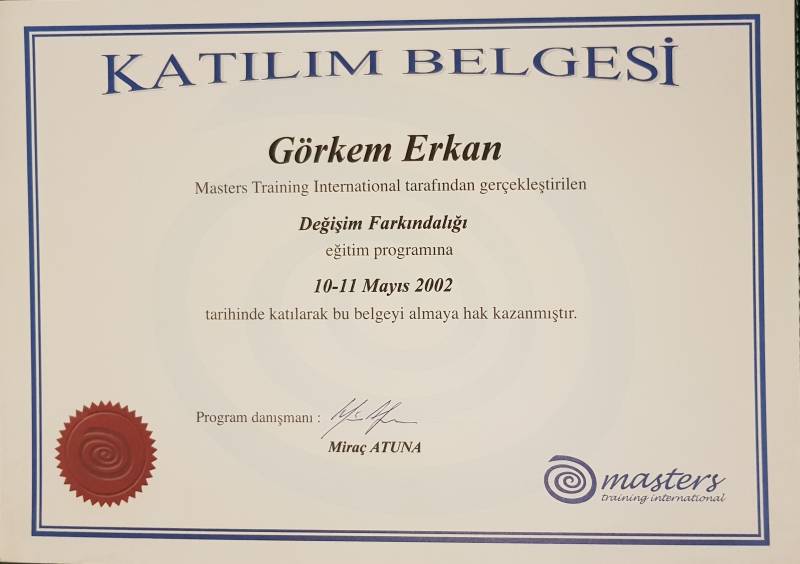 KATILIM BELGESİ
Görkem Erkan
Masters Training International tarafından gerçekleştirilen
Değişim Farkındalığı
eğitim programına
10-11 Mayıs 2002
tarihinde katılarak bu belgeyi almaya hak kazanmıştır.
Program danışmanı :
Miraç ATUNA
masters
training international